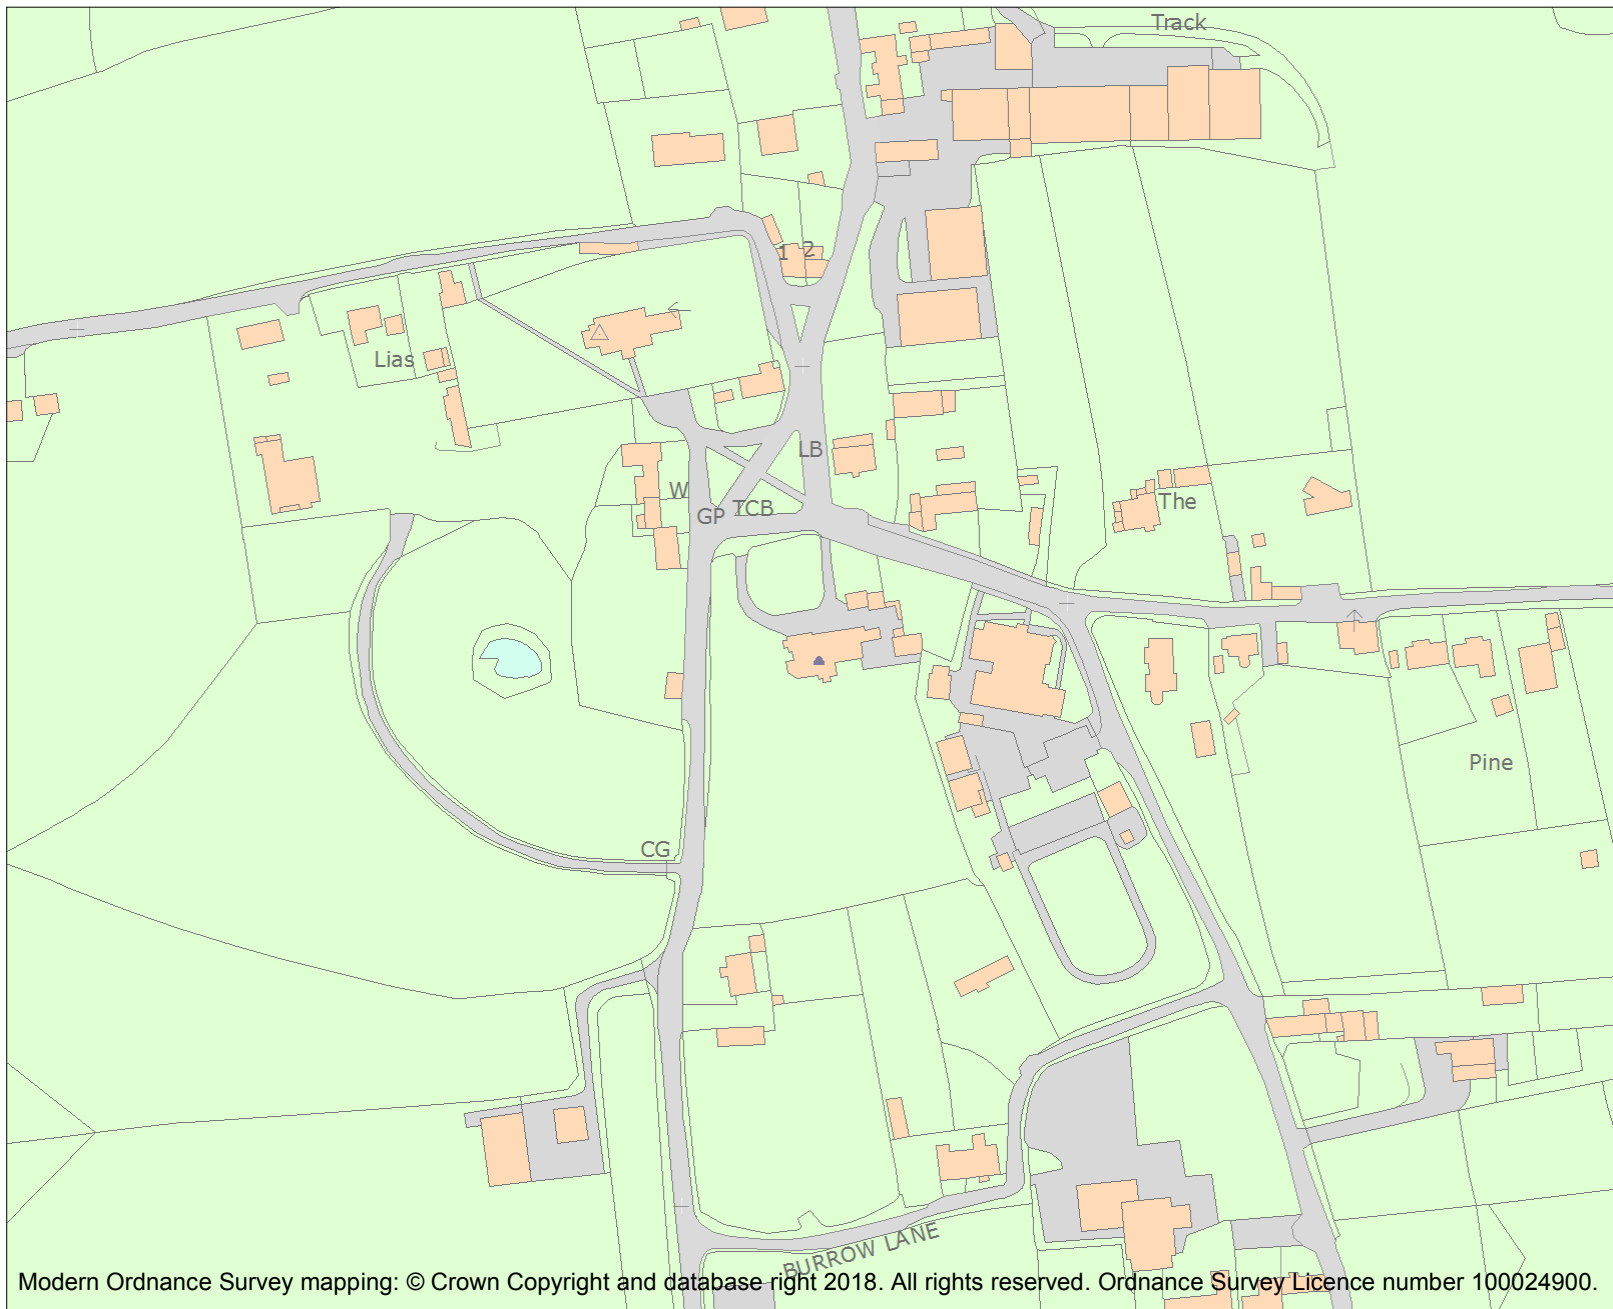 Track
1 2
Lias
LB
W
GP TCB
The
Pine
CG
BURROW LANE
Modern Ordnance Survey mapping: © Crown Copyright and database right 2018. All rights reserved. Ordnance Survey Licence number 100024900.